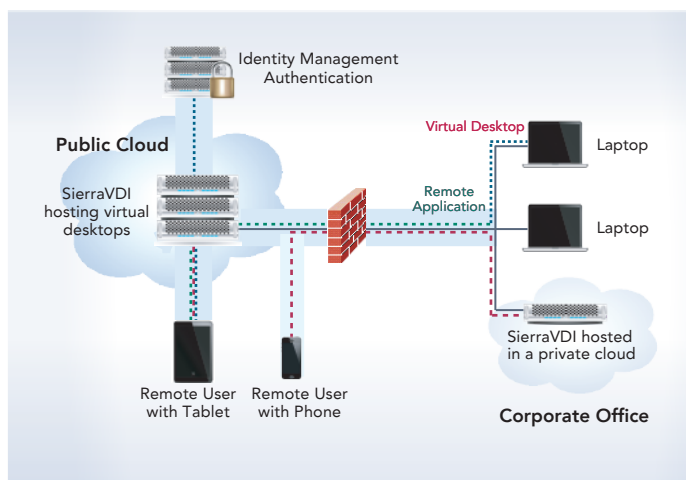 Identity Management
Authentication
Public Cloud
SierraVDI
hosting virtual
desktops
Virtual Desktop
Laptop
Remote
Application
Laptop
SierraVDI hosted
in a private cloud
Remote User
with Tablet
Remote User
with Phone
Corporate Office